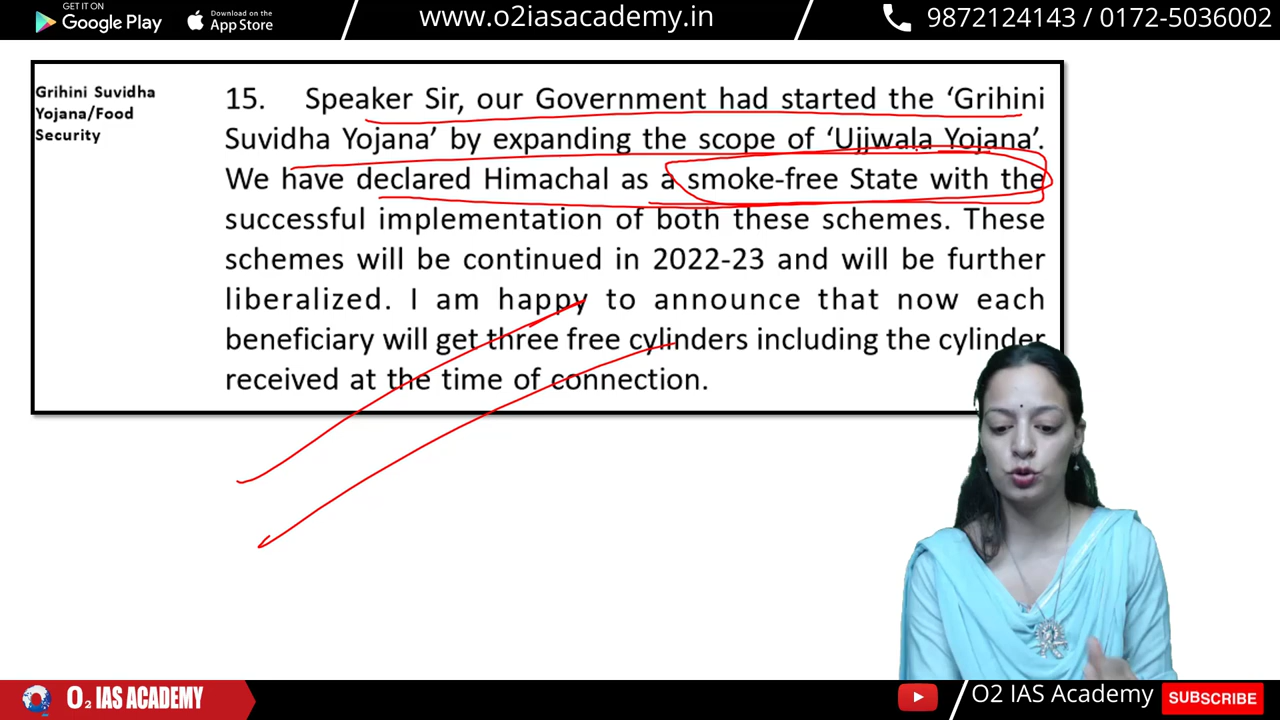 GET IT ON
Google Play
Download on the
App Store
www.o2iasacademy.in
9872124143 / 0172-5036002
Grihini Suvidha
Yojana/Food
Security
15. Speaker Sir, our Government had started the ‘Grihini
Suvidha Yojana’ by expanding the scope of ‘Ujjwala Yojana’.
We have declared Himachal as a smoke-free State with the
successful implementation of both these schemes. These
schemes will be continued in 2022-23 and will be further
liberalized. I am happy to announce that now each
beneficiary will get three free cylinders including the cylinder
received at the time of connection.
O2 IAS ACADEMY
O2 IAS Academy
SUBSCRIBE